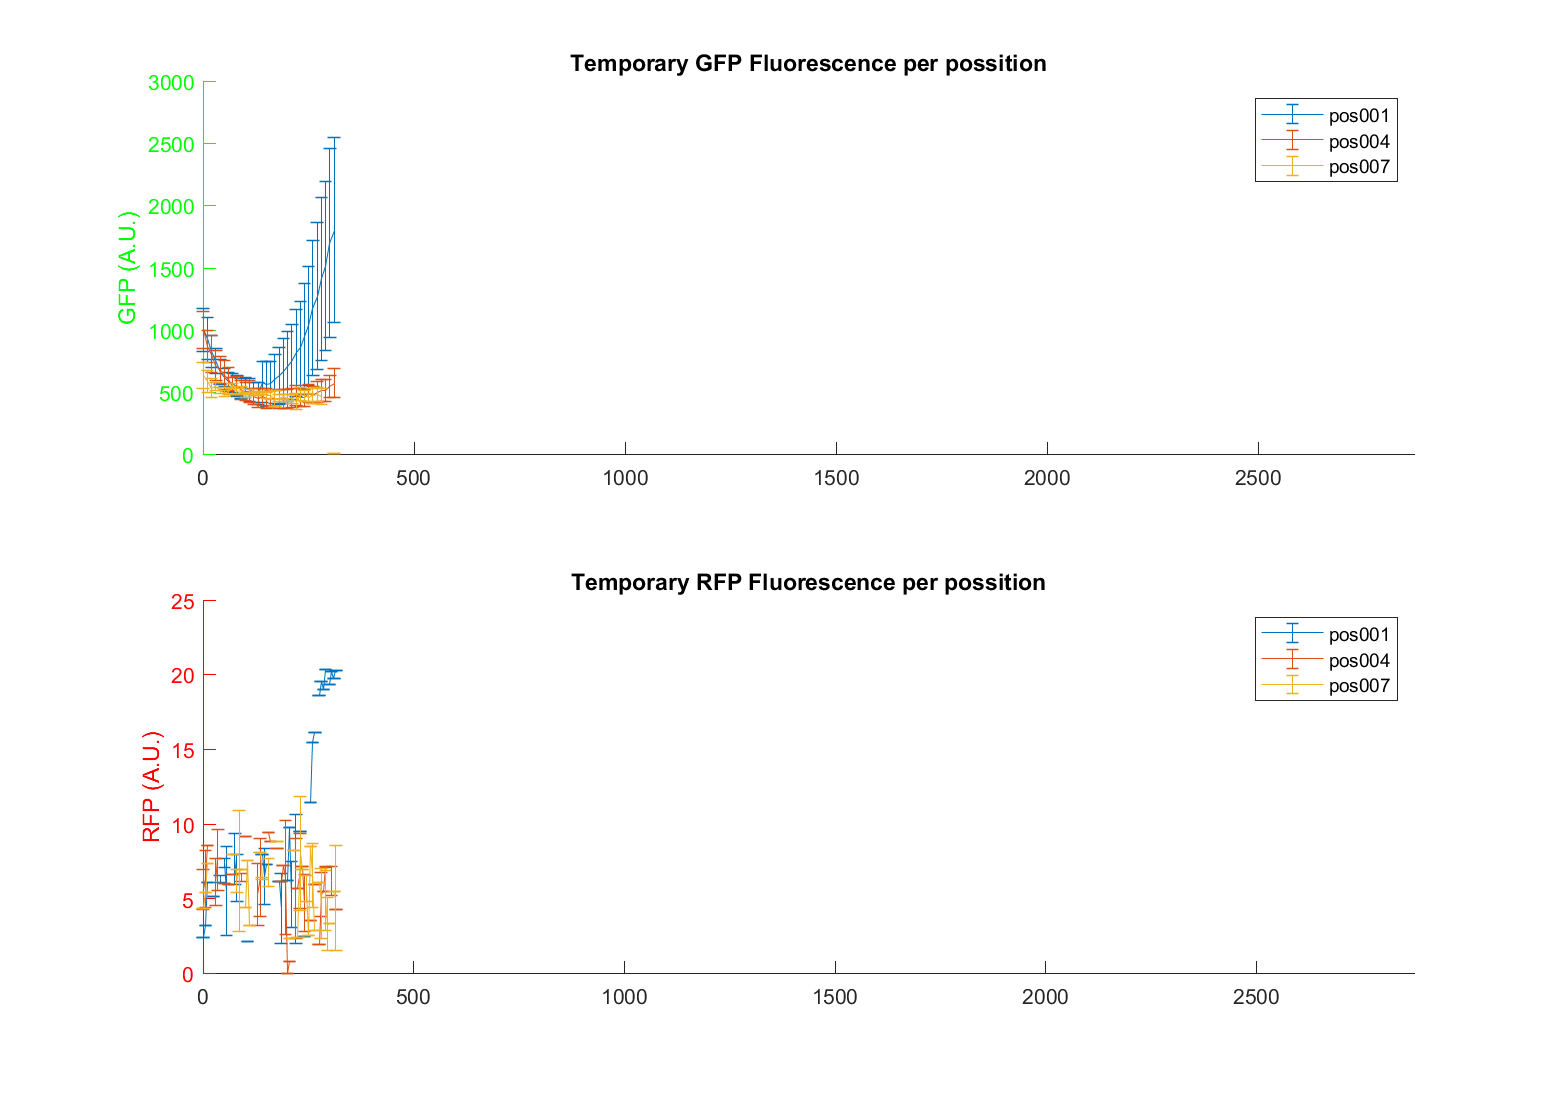 Temporary GFP Fluorescence per possition
3000
2500
2000
1500
1000
500
0
GFP (A.U.)
pos001
pos004
pos007
0 500 1000 1500 2000 2500
Temporary RFP Fluorescence per possition
25
20
15
10
5
0
RFP (A.U.)
pos001
pos004
pos007
0 500 1000 1500 2000 2500